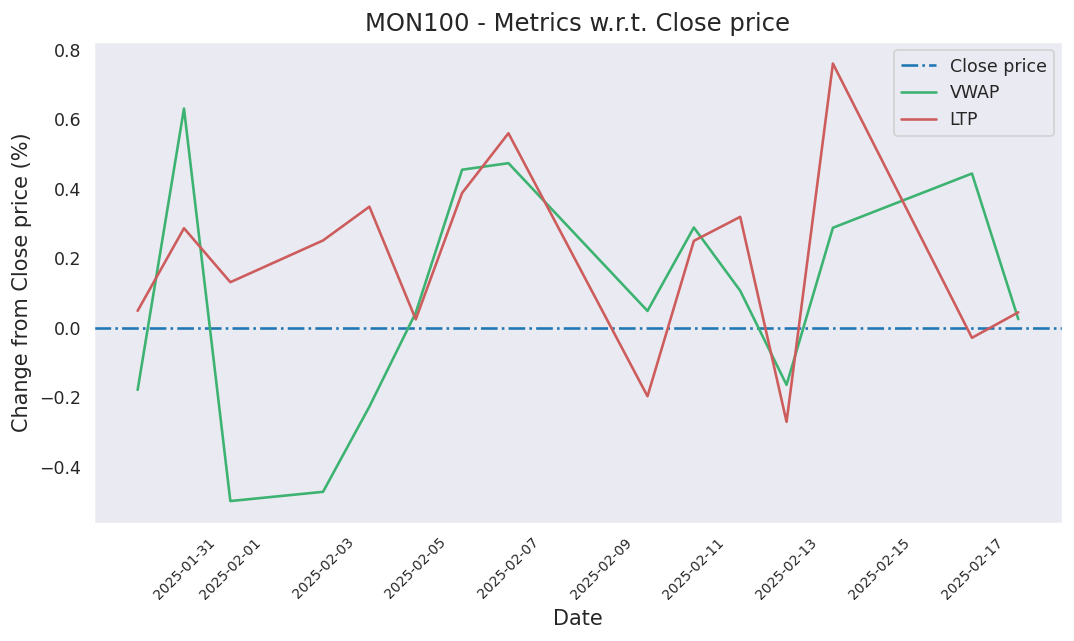 MON100 - Metrics w.r.t. Close price
Close price
VWAP
LTP
Change from Close price (%)
0.8
0.6
0.4
0.2
0.0
−0.2
−0.4
2025-01-31
2025-02-01
2025-02-03
2025-02-05
2025-02-07
2025-02-09
2025-02-11
2025-02-13
2025-02-15
2025-02-17
Date